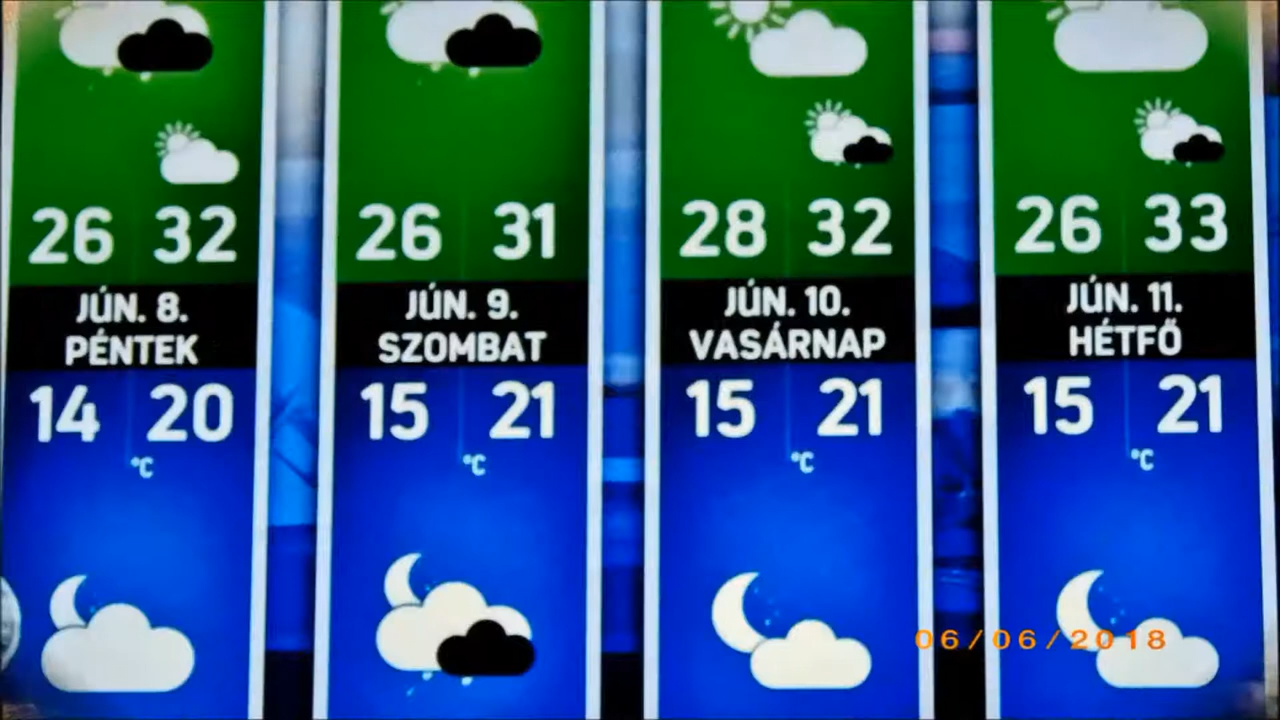 26 32
JÚN. 8.
PÉNTEK
14 20
°C
26 31
JÚN. 9.
SZOMBAT
15 21
°C
28 32
JÚN. 10.
VASÁRNAP
15 21
°C
26 33
JÚN. 11.
HÉTFŐ
15 21
°C
06/06/2018